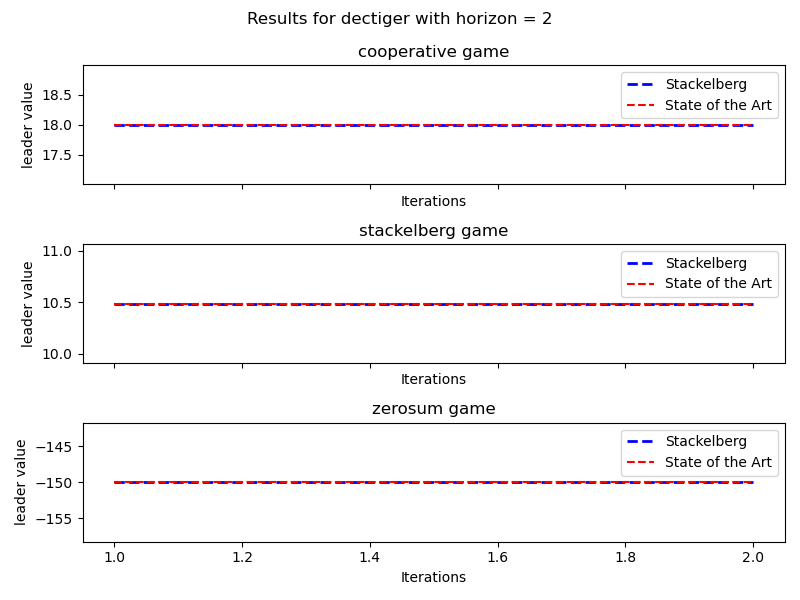 Results for dectiger with horizon = 2
cooperative game
leader value
18.5
18.0
17.5
Stackelberg
State of the Art
Iterations
stackelberg game
leader value
11.0
10.5
10.0
Stackelberg
State of the Art
Iterations
zerosum game
leader value
−145
−150
−155
Stackelberg
State of the Art
1.0 1.2 1.4 1.6 1.8 2.0
Iterations